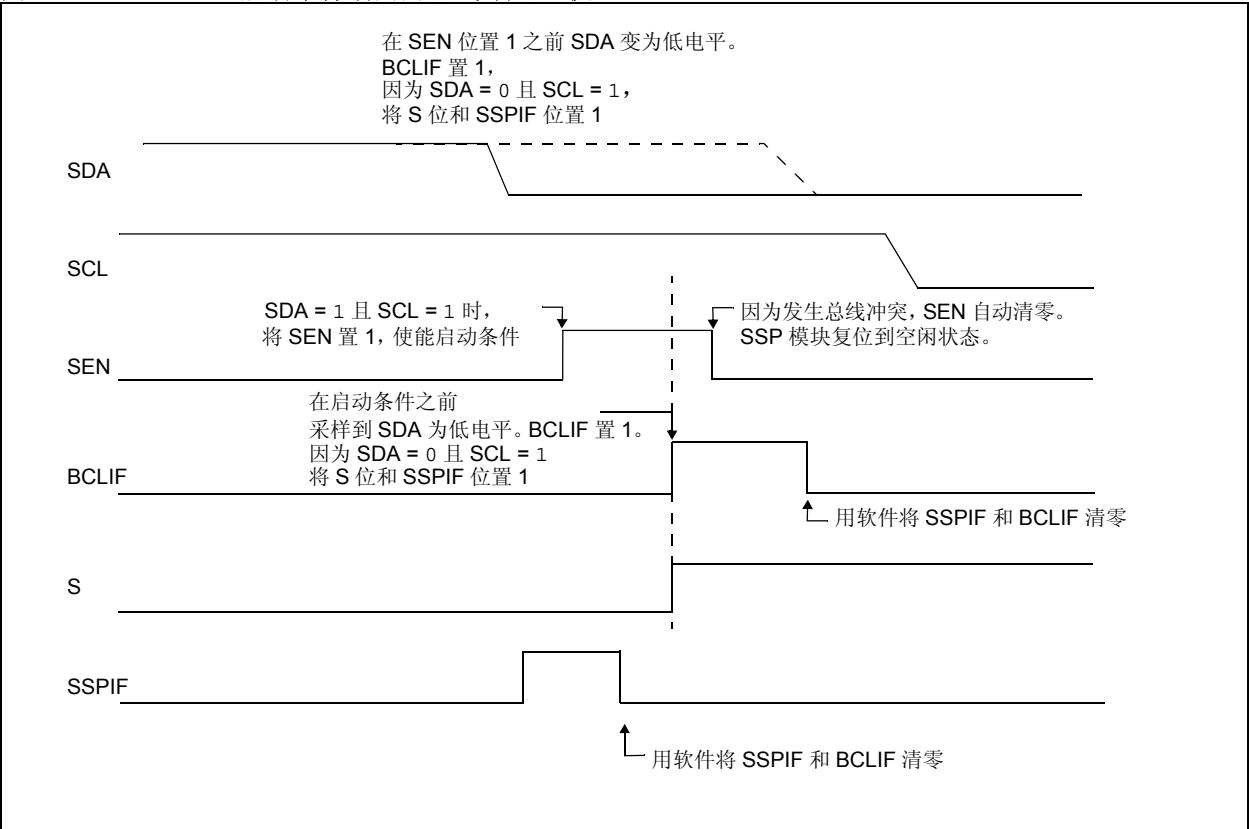 在 SEN 位置 1 之前 SDA 变为低电平。
BCLIF 置 1，
因为 SDA = 0 且 SCL = 1，
将 S 位和 SSPIF 位置 1
SDA
SCL
SDA = 1 且 SCL = 1 时，
将 SEN 置 1，使能启动条件
因为发生总线冲突，SEN 自动清零。
SSP 模块复位到空闲状态。
SEN
在启动条件之前
采样到 SDA 为低电平。BCLIF 置 1。
因为 SDA = 0 且 SCL = 1
将 S 位和 SSPIF 位置 1
BCLIF
用软件将 SSPIF 和 BCLIF 清零
S
SSPIF
用软件将 SSPIF 和 BCLIF 清零